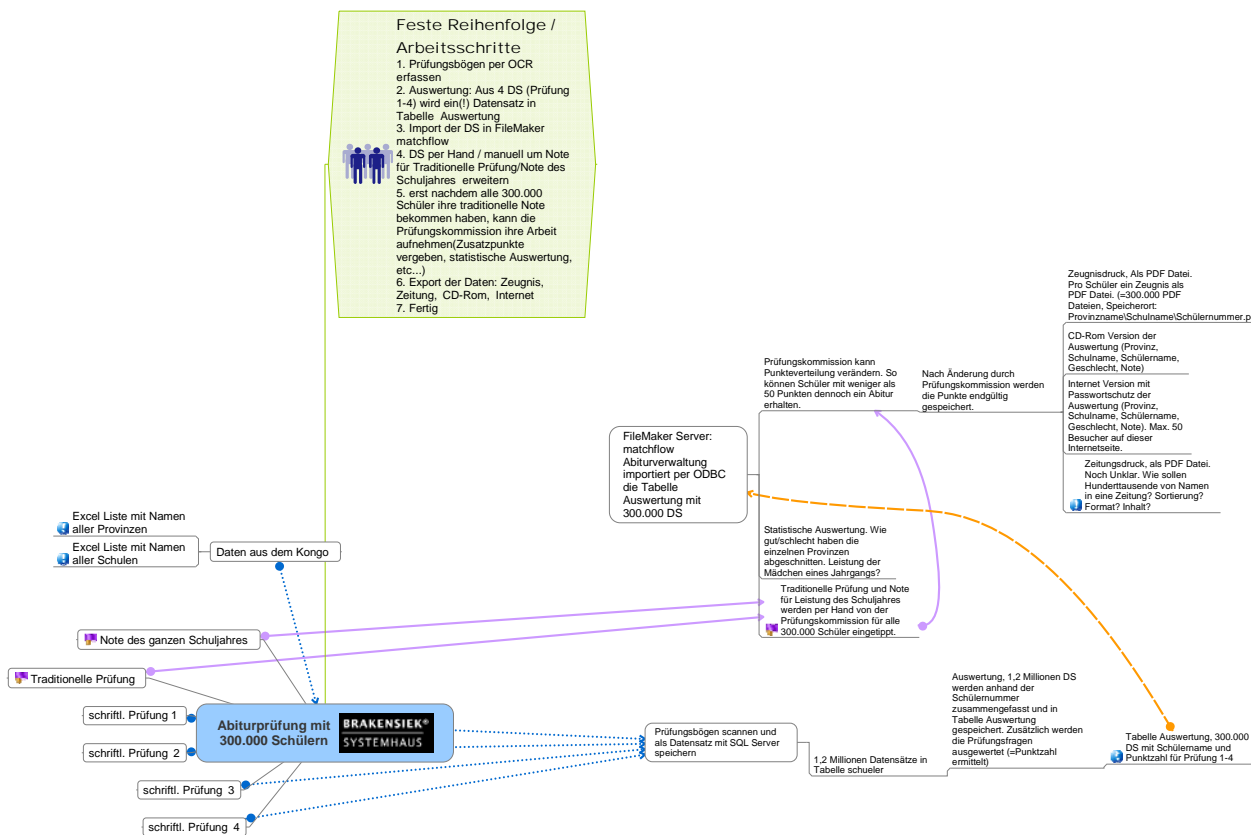 Feste Reihenfolge /
Arbeitsschritte
1. Prüfungsbögen per OCR
erfassen
2. Auswertung: Aus 4 DS (Prüfung
1-4) wird ein(!) Datensatz in
Tabelle Auswertung
3. Import der DS in FileMaker
matchflow
4. DS per Hand / manuell um Note
für Traditionelle Prüfung/Note des
Schuljahres erweitern
5. erst nachdem alle 300.000
Schüler ihre traditionelle Note
bekommen haben, kann die
Prüfungskommission ihre Arbeit
aufnehmen(Zusatzpunkte
vergeben, statistische Auswertung,
etc...)
6. Export der Daten: Zeugnis,
Zeitung, CD-Rom, Internet
7. Fertig
Zeugnisdruck, Als PDF Datei.
Pro Schüler ein Zeugnis als
PDF Datei. (=300.000 PDF
Dateien, Speicherort:
Provinzname\Schulname\Schülernummer.p
CD-Rom Version der
Auswertung (Provinz,
Schulname, Schülername,
Geschlecht, Note)
Internet Version mit
Passwortschutz der
Auswertung (Provinz,
Schulname, Schülername,
Geschlecht, Note). Max. 50
Besucher auf dieser
Internetseite.
Zeitungsdruck, als PDF Datei.
Noch Unklar. Wie sollen
Hunderttausende von Namen
in eine Zeitung? Sortierung?
Format? Inhalt?
Prüfungskommission kann
Punkteverteilung verändern. So
können Schüler mit weniger als
50 Punkten dennoch ein Abitur
erhalten.
Nach Änderung durch
Prüfungskommission werden
die Punkte endgültig
gespeichert.
FileMaker Server:
matchflow
Abiturverwaltung
importiert per ODBC
die Tabelle
Auswertung mit
300.000 DS
Statistische Auswertung. Wie
gut/schlecht haben die
einzelnen Provinzen
abgeschnitten. Leistung der
Mädchen eines Jahrgangs?
Traditionelle Prüfung und Note
für Leistung des Schuljahres
werden per Hand von der
Prüfungskommission für alle
300.000 Schüler eingetippt.
Excel Liste mit Namen
aller Provinzen
Excel Liste mit Namen
aller Schulen
Daten aus dem Kongo
Note des ganzen Schuljahres
Traditionelle Prüfung
schriftl. Prüfung 1
schriftl. Prüfung 2
schriftl. Prüfung 3
schriftl. Prüfung 4
Abiturprüfung mit
300.000 Schülern
BRAKENSIEK®
SYSTEMHAUS
Prüfungsbögen scannen und
als Datensatz mit SQL Server
speichern
1,2 Millionen Datensätze in
Tabelle schueler
Auswertung, 1,2 Millionen DS
werden anhand der
Schülernummer
zusammengefasst und in
Tabelle Auswertung
gespeichert. Zusätzlich werden
die Prüfungsfragen
ausgewertet (=Punktzahl
ermittelt)
Tabelle Auswertung, 300.000
DS mit Schülername und
Punktzahl für Prüfung 1-4